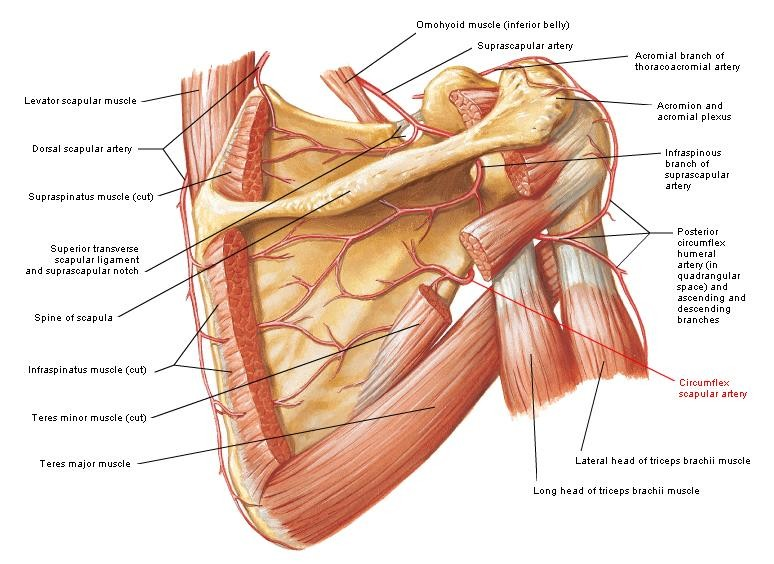 Omohyoid muscle (inferior belly)
Suprascapular artery
Acromial branch of
thoracoacromial artery
Levator scapular muscle
Acromion and
acromial plexus
Dorsal scapular artery
Infraspinous
branch of
suprascapular
artery
Supraspinatus muscle (cut)
Superior transverse
scapular ligament
and suprascapular notch
Posterior
circumflex
humeral
artery (in
quadrangular
space) and
ascending and
descending
branches
Spine of scapula
Infraspinatus muscle (cut)
Circumflex
scapular artery
Teres minor muscle (cut)
Teres major muscle
Lateral head of triceps brachii muscle
Long head of triceps brachii muscle